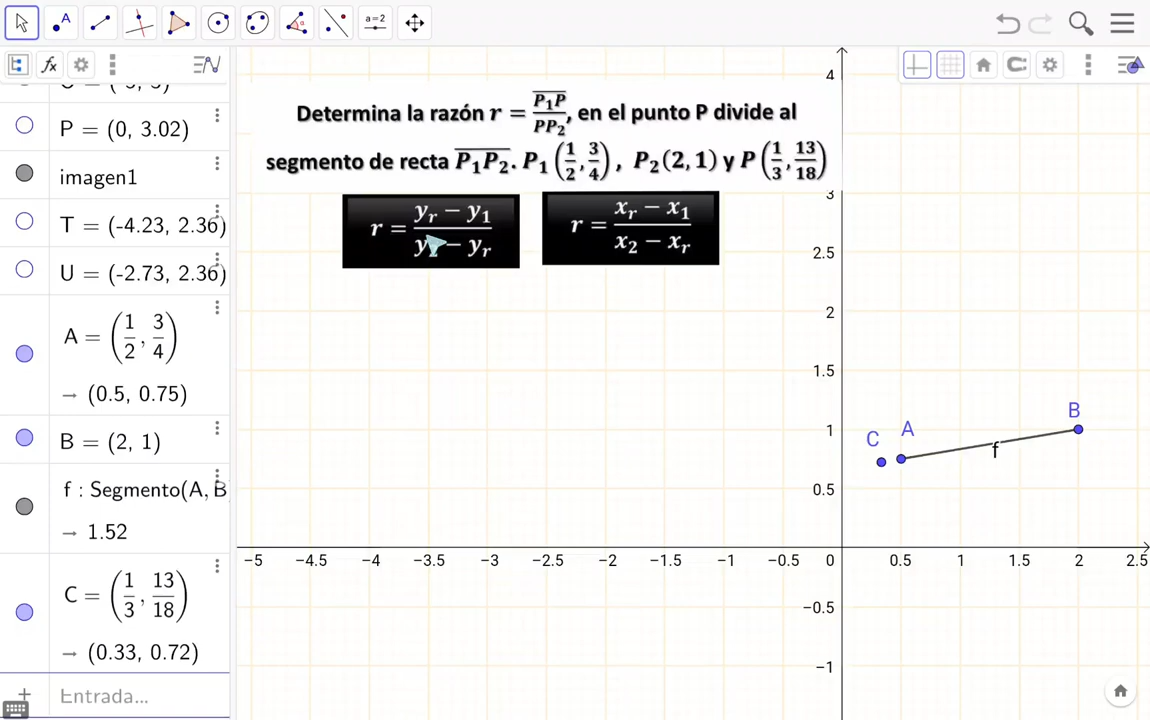 a=2
fx
P = (0, 3.02)
imagen1
T = (-4.23, 2.36)
U = (-2.73, 2.36)
A = (1/2, 3/4)
→ (0.5, 0.75)
B = (2, 1)
f : Segmento(A, B
→ 1.52
C = (1/3, 13/18)
→ (0.33, 0.72)
Entrada...
Determina la razón r = P₁P/PP₂, en el punto P divide al
segmento de recta P₁P₂. P₁(1/2, 3/4) , P₂(2, 1) y P(1/3, 13/18)
r = (yᵣ − y₁)/(y₂ − yᵣ)
r = (xᵣ − x₁)/(x₂ − xᵣ)
4
3
2.5
2
1.5
1
0.5
−0.5
−1
−5 −4.5 −4 −3.5 −3 −2.5 −2 −1.5 −1 −0.5 0 0.5 1 1.5 2 2.5
C A B
f